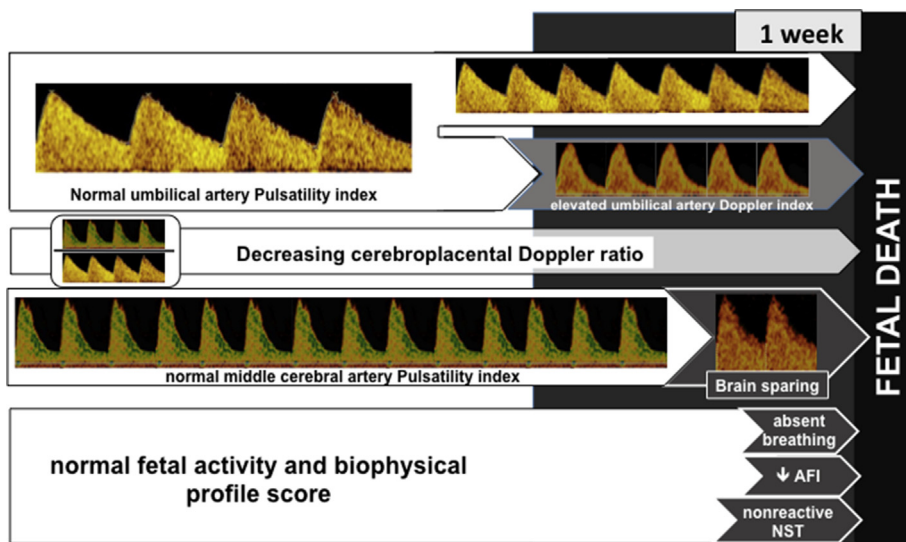 1 week
Normal umbilical artery Pulsatility index
elevated umbilical artery Doppler index
Decreasing cerebroplacental Doppler ratio
normal middle cerebral artery Pulsatility index
Brain sparing
normal fetal activity and biophysical
profile score
absent
breathing
↓ AFI
nonreactive
NST
FETAL DEATH